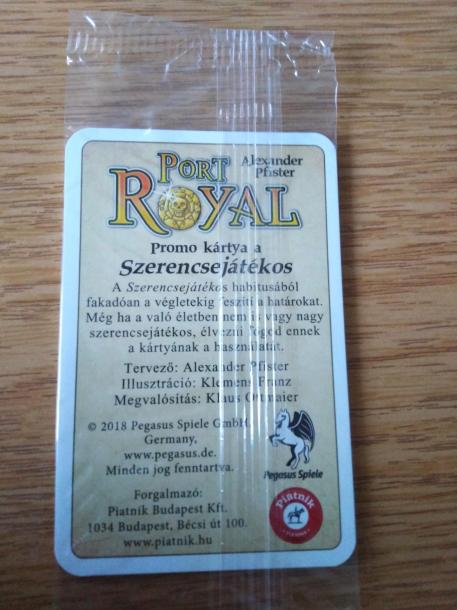 PORT
ROYAL
Alexander
Pfister
Promo kártya a
Szerencsejátékos
A Szerencsejátékos habitusából
fakadóan a végletekig feszíti a határokat.
Még ha a való életben nem is vagy nagy
szerencsejátékos, élvezni fogod ennek
a kártyának a használatát.
Tervező: Alexander Pfister
Illusztráció: Klemens Franz
Megvalósítás: Klaus Ottmaier
© 2018 Pegasus Spiele GmbH,
Germany,
www.pegasus.de.
Minden jog fenntartva.
Pegasus Spiele
Forgalmazó:
Piatnik Budapest Kft.
1034 Budapest, Bécsi út 100.
www.piatnik.hu
Piatnik